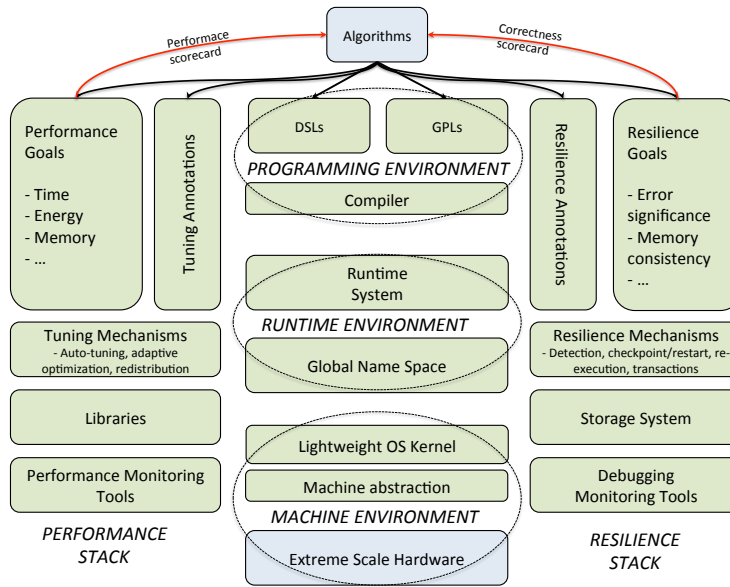 Performace
scorecard
Algorithms
Correctness
scorecard
Performance
Goals
- Time
- Energy
- Memory
- ...
Tuning Annotations
DSLs
GPLs
PROGRAMMING ENVIRONMENT
Compiler
Resilience Annotations
Resilience
Goals
- Error
significance
- Memory
consistency
- ...
Runtime
System
RUNTIME ENVIRONMENT
Global Name Space
Tuning Mechanisms
- Auto-tuning, adaptive
optimization, redistribution
Resilience Mechanisms
- Detection, checkpoint/restart, re-
execution, transactions
Libraries
Storage System
Lightweight OS Kernel
Machine abstraction
MACHINE ENVIRONMENT
Extreme Scale Hardware
Performance Monitoring
Tools
Debugging
Monitoring Tools
PERFORMANCE
STACK
RESILIENCE
STACK